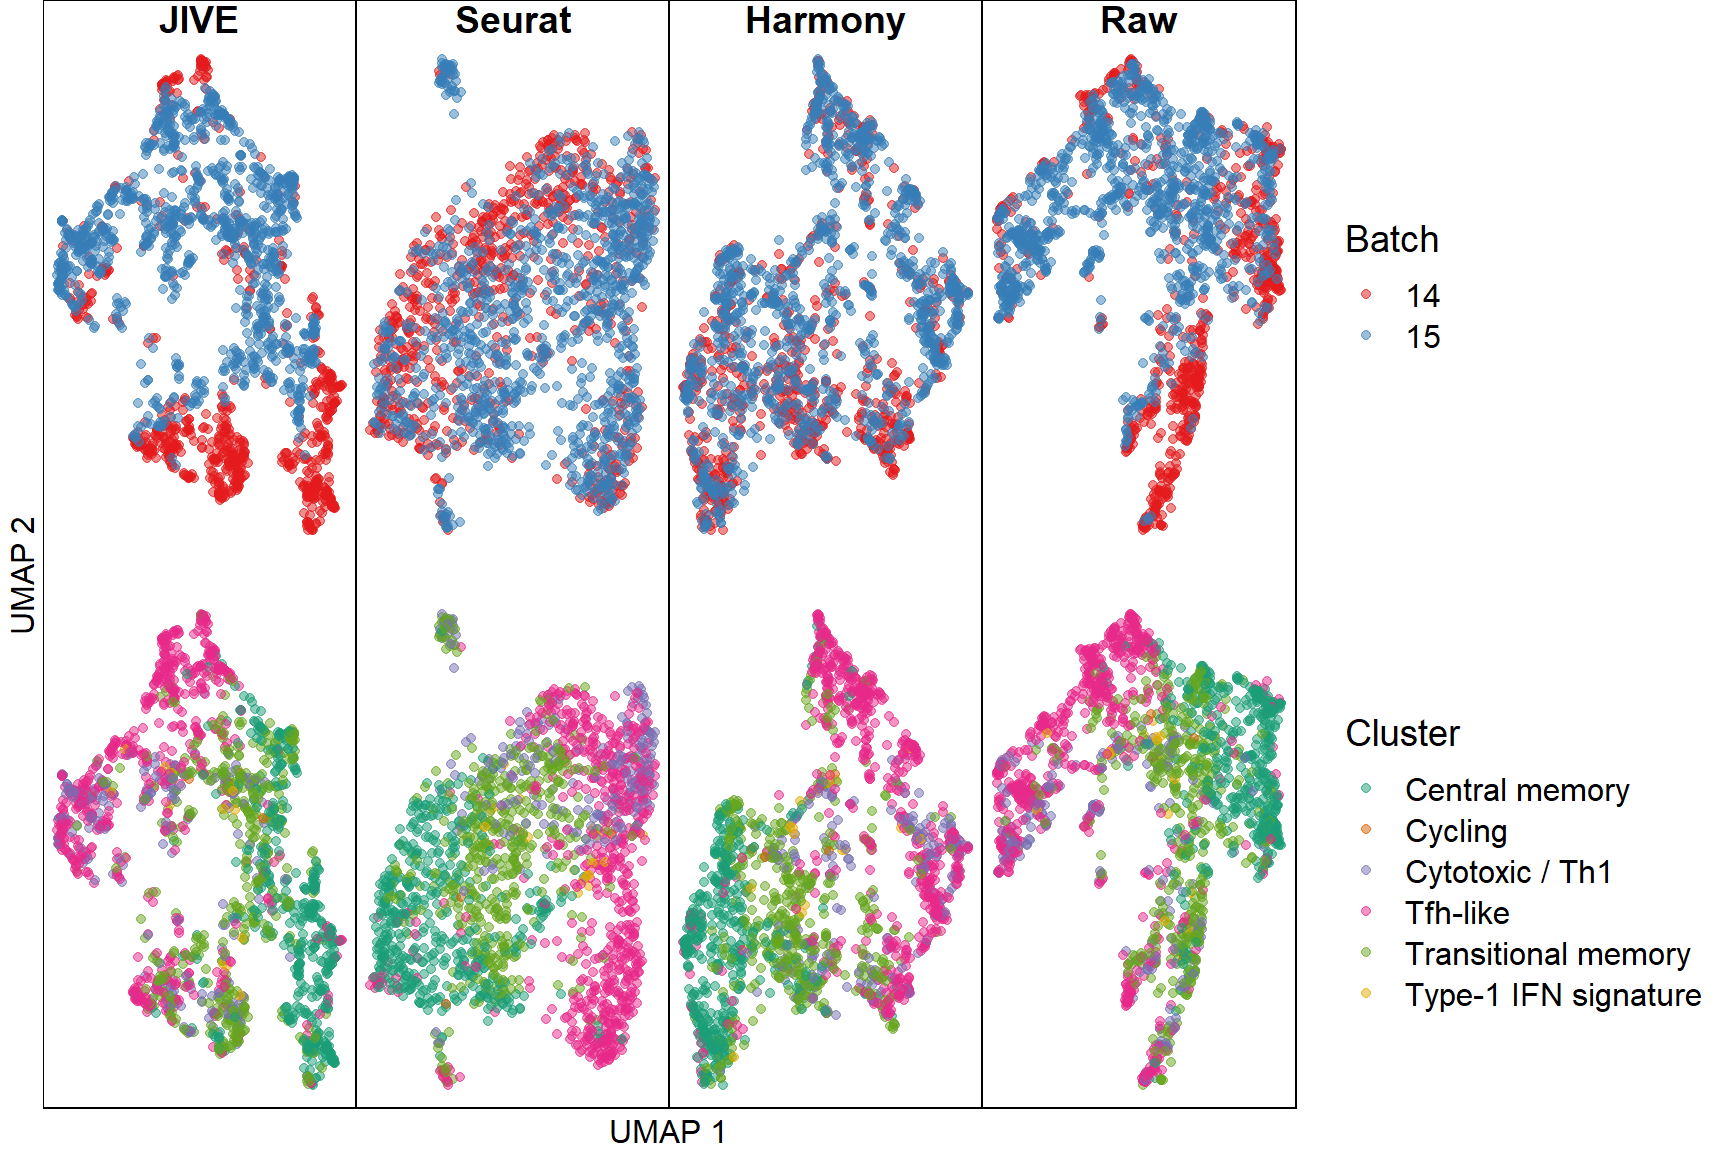 JIVE
Seurat
Harmony
Raw
UMAP 2
UMAP 1
Batch
14
15
Cluster
Central memory
Cycling
Cytotoxic / Th1
Tfh-like
Transitional memory
Type-1 IFN signature